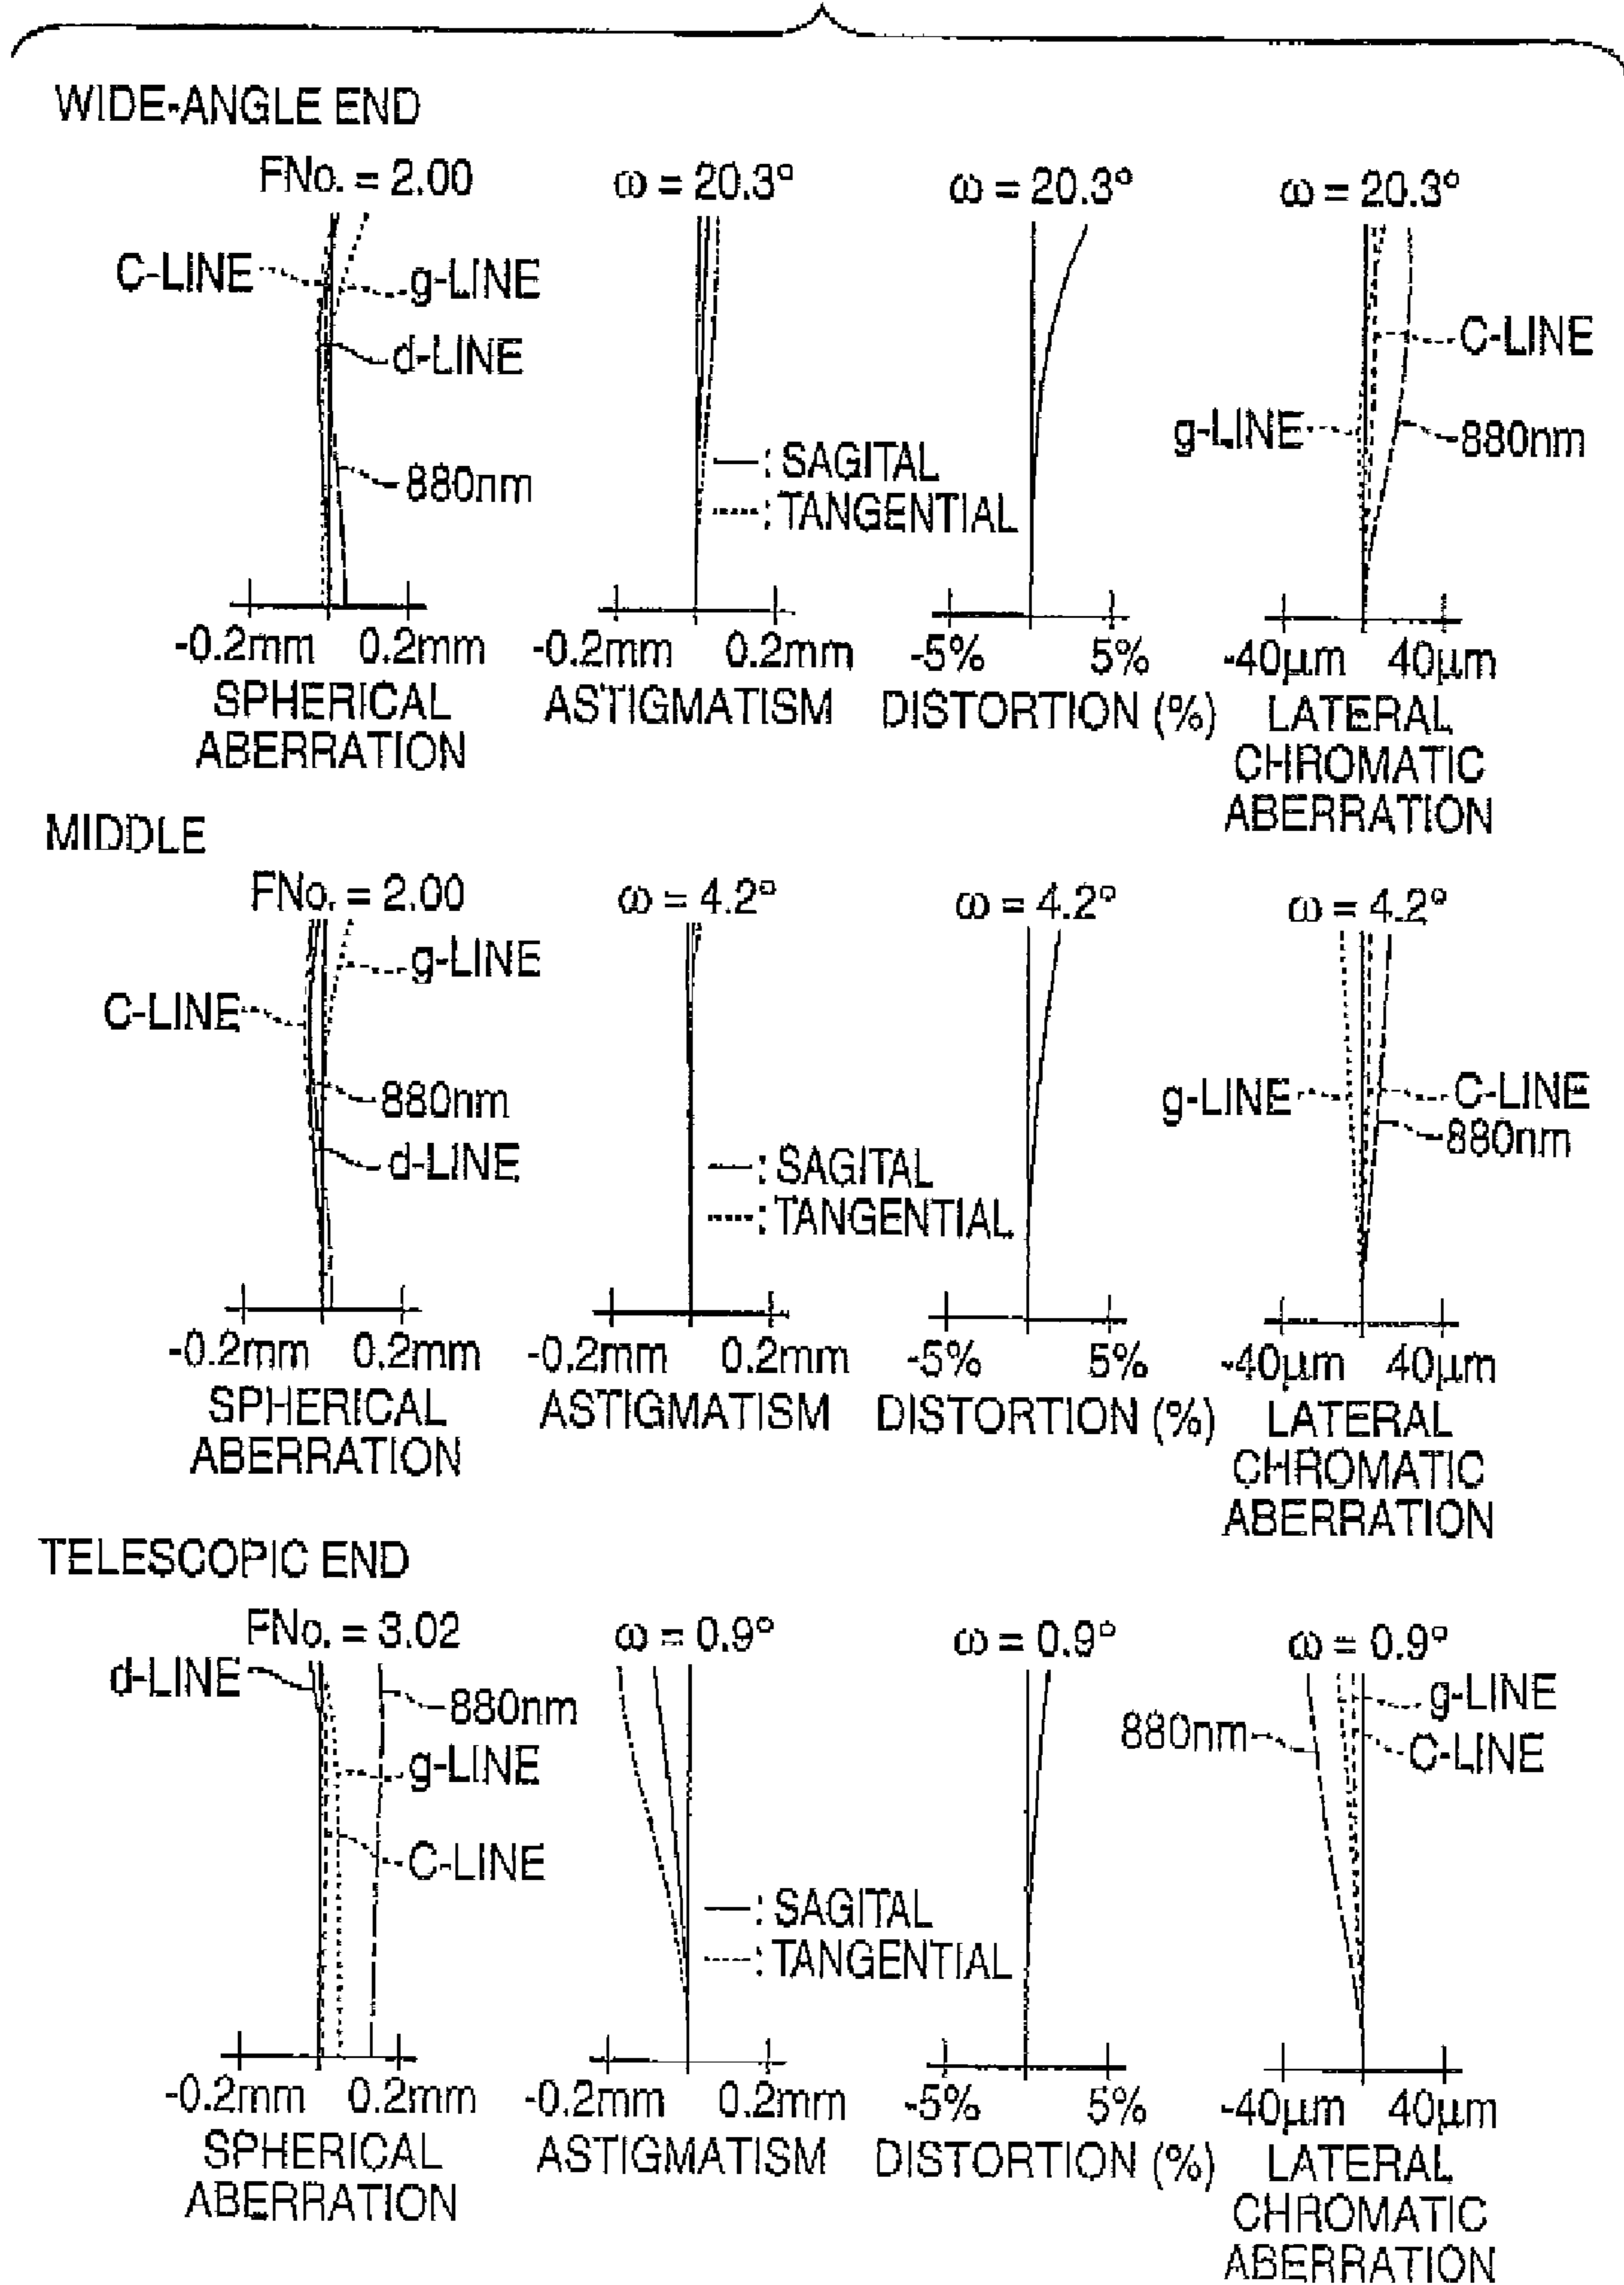 WIDE-ANGLE END
FNo. = 2.00
ω = 20.3°
ω = 20.3°
ω = 20.3°
C-LINE
g-LINE
d-LINE
880nm
—: SAGITAL
-----: TANGENTIAL
C-LINE
g-LINE
880nm
-0.2mm 0.2mm
SPHERICAL
ABERRATION
-0.2mm 0.2mm
ASTIGMATISM
-5% 5%
DISTORTION (%)
-40μm 40μm
LATERAL
CHROMATIC
ABERRATION
MIDDLE
FNo. = 2.00
ω = 4.2°
ω = 4.2°
ω = 4.2°
g-LINE
C-LINE
880nm
d-LINE
—: SAGITAL
-----: TANGENTIAL
g-LINE
C-LINE
880nm
-0.2mm 0.2mm
SPHERICAL
ABERRATION
-0.2mm 0.2mm
ASTIGMATISM
-5% 5%
DISTORTION (%)
-40μm 40μm
LATERAL
CHROMATIC
ABERRATION
TELESCOPIC END
FNo. = 3.02
ω = 0.9°
ω = 0.9°
ω = 0.9°
d-LINE
880nm
g-LINE
C-LINE
—: SAGITAL
-----: TANGENTIAL
g-LINE
880nm
C-LINE
-0.2mm 0.2mm
SPHERICAL
ABERRATION
-0.2mm 0.2mm
ASTIGMATISM
-5% 5%
DISTORTION (%)
-40μm 40μm
LATERAL
CHROMATIC
ABERRATION